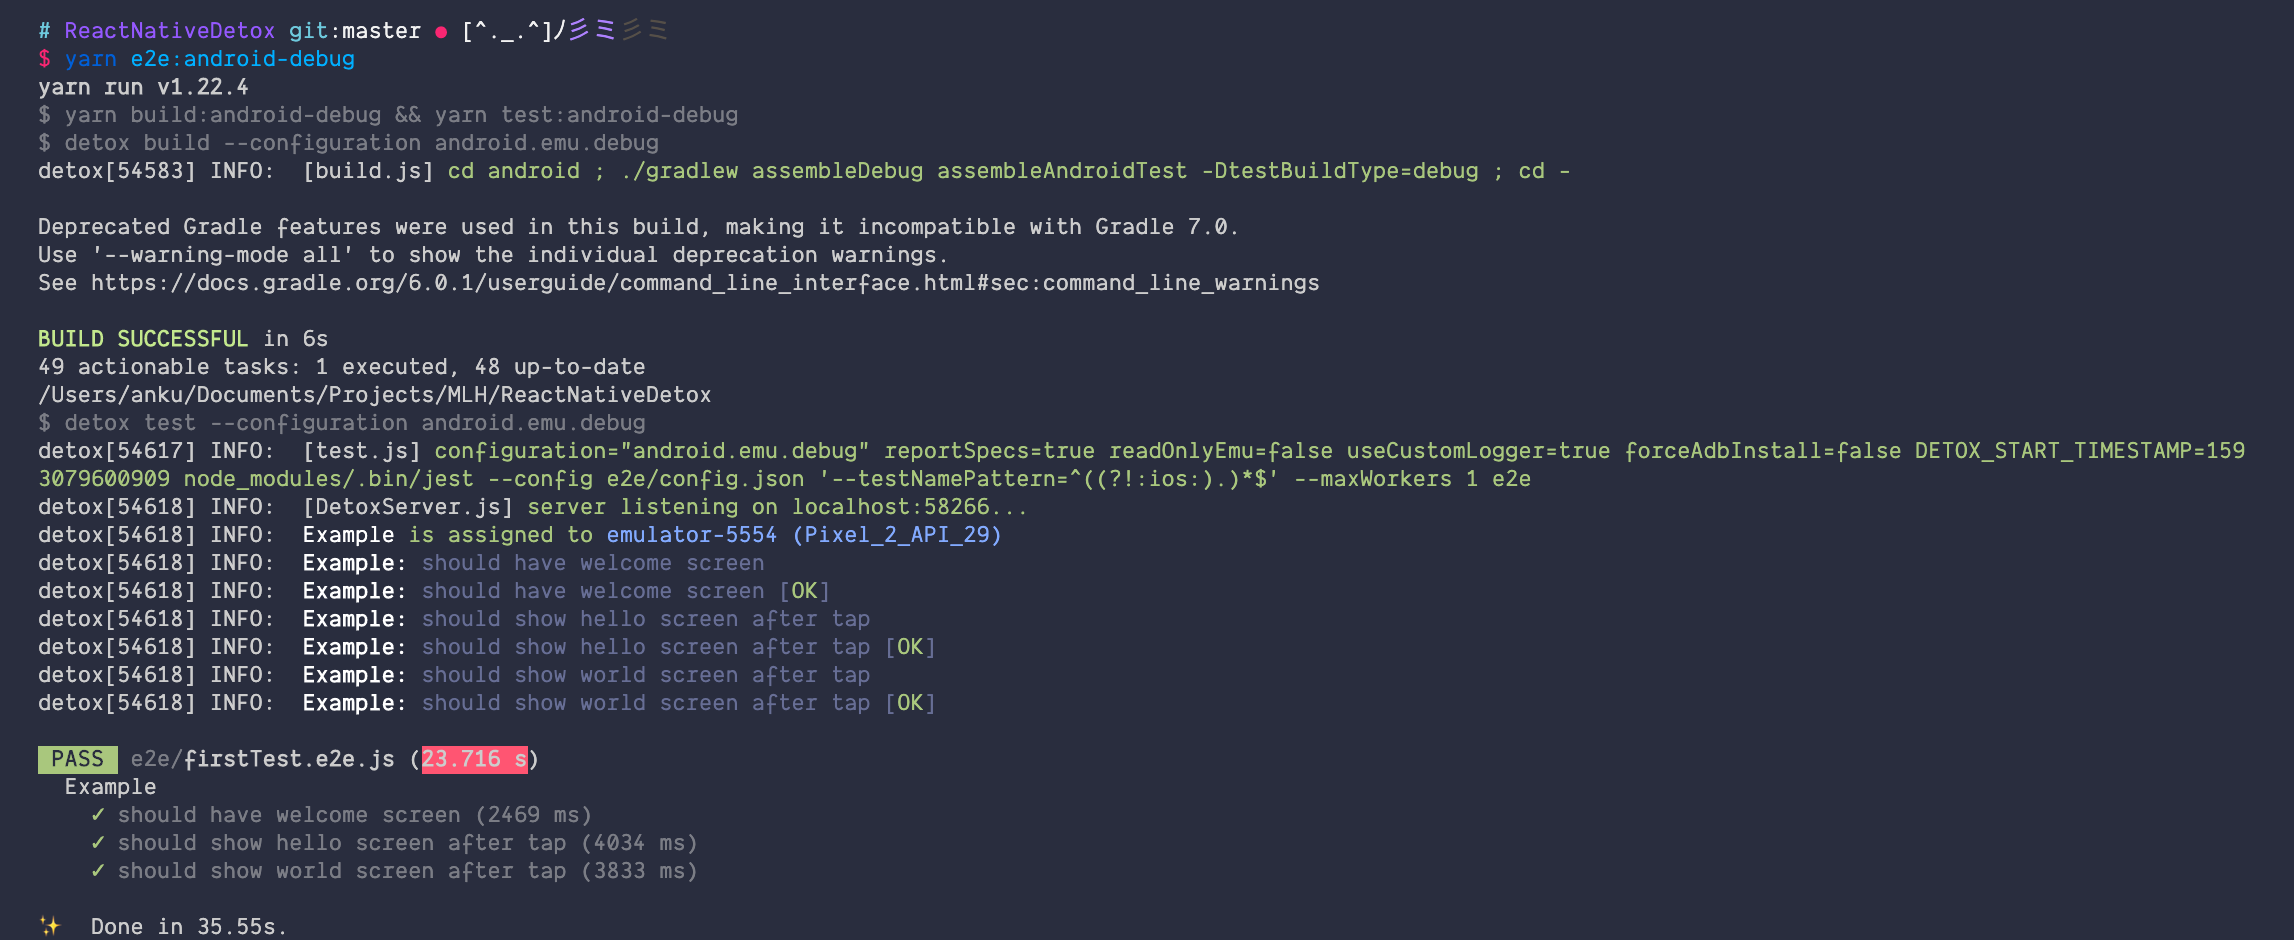 # ReactNativeDetox git:master ● [^._.^]ﾉ彡ミ彡ミ
$ yarn e2e:android-debug
yarn run v1.22.4
$ yarn build:android-debug && yarn test:android-debug
$ detox build --configuration android.emu.debug
detox[54583] INFO:  [build.js] cd android ; ./gradlew assembleDebug assembleAndroidTest -DtestBuildType=debug ; cd -
Deprecated Gradle features were used in this build, making it incompatible with Gradle 7.0.
Use '--warning-mode all' to show the individual deprecation warnings.
See https://docs.gradle.org/6.0.1/userguide/command_line_interface.html#sec:command_line_warnings
BUILD SUCCESSFUL in 6s
49 actionable tasks: 1 executed, 48 up-to-date
/Users/anku/Documents/Projects/MLH/ReactNativeDetox
$ detox test --configuration android.emu.debug
detox[54617] INFO:  [test.js] configuration="android.emu.debug" reportSpecs=true readOnlyEmu=false useCustomLogger=true forceAdbInstall=false DETOX_START_TIMESTAMP=159
3079600909 node_modules/.bin/jest --config e2e/config.json '--testNamePattern=^((?!:ios:).)*$' --maxWorkers 1 e2e
detox[54618] INFO:  [DetoxServer.js] server listening on localhost:58266...
detox[54618] INFO:  Example is assigned to emulator-5554 (Pixel_2_API_29)
detox[54618] INFO:  Example: should have welcome screen
detox[54618] INFO:  Example: should have welcome screen [OK]
detox[54618] INFO:  Example: should show hello screen after tap
detox[54618] INFO:  Example: should show hello screen after tap [OK]
detox[54618] INFO:  Example: should show world screen after tap
detox[54618] INFO:  Example: should show world screen after tap [OK]
PASS e2e/firstTest.e2e.js (23.716 s)
Example
✓ should have welcome screen (2469 ms)
✓ should show hello screen after tap (4034 ms)
✓ should show world screen after tap (3833 ms)
✨ Done in 35.55s.